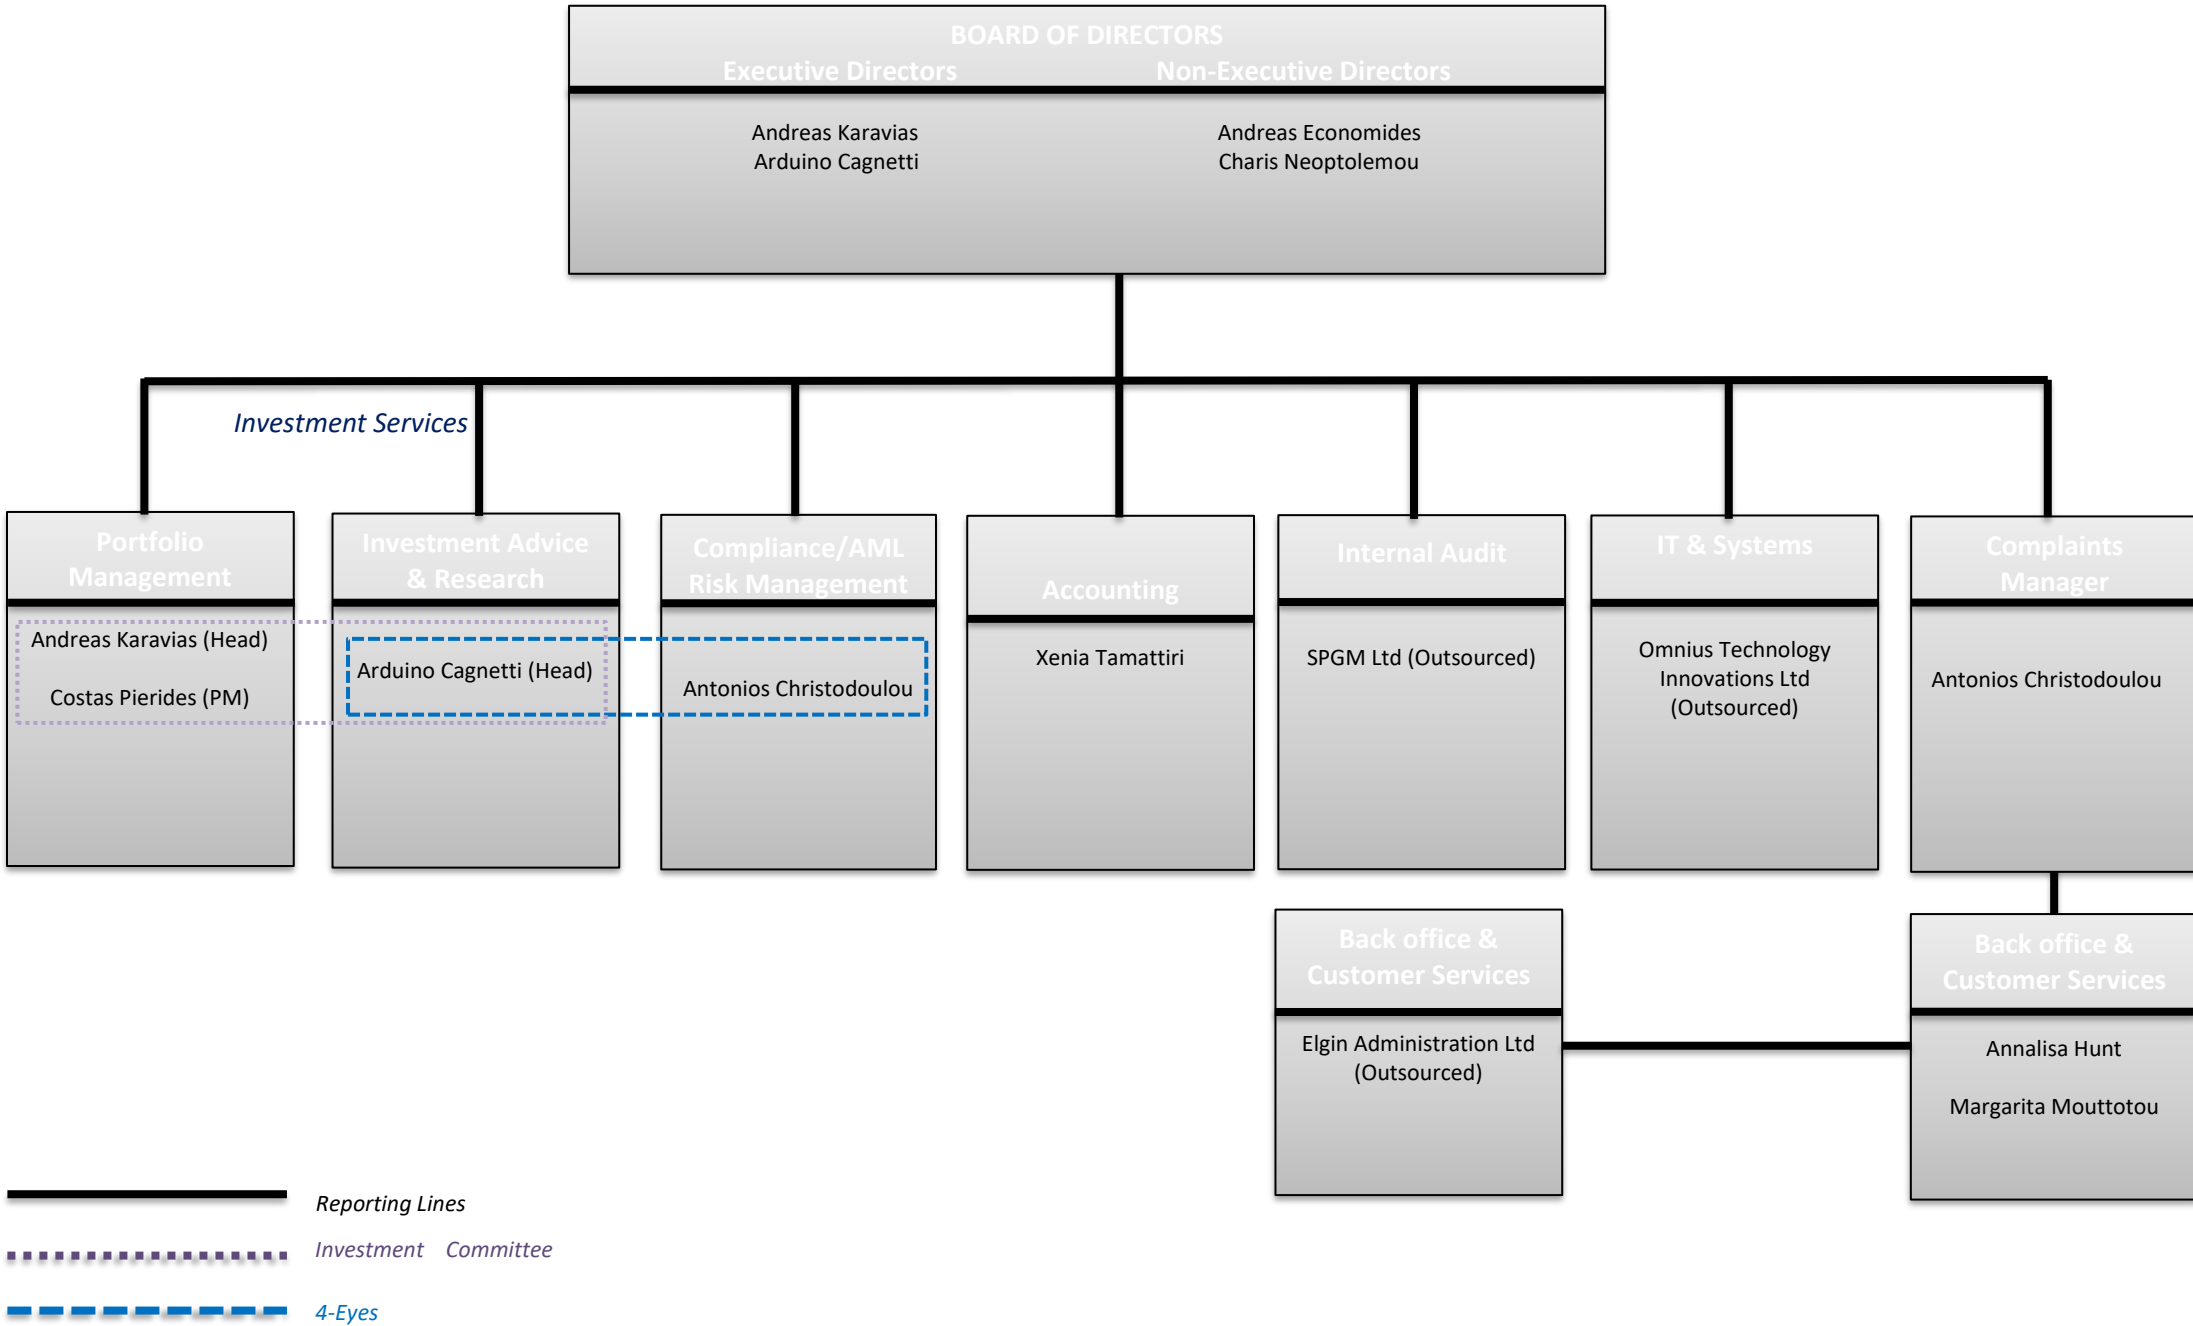 BOARD OF DIRECTORS
Executive Directors Non-Executive Directors
Andreas Karavias
Arduino Cagnetti
Andreas Economides
Charis Neoptolemou
Investment Services
Portfolio
Management
Andreas Karavias (Head)
Costas Pierides (PM)
Investment Advice
& Research
Arduino Cagnetti (Head)
Compliance/AML
Risk Management
Antonios Christodoulou
Accounting
Xenia Tamattiri
Internal Audit
SPGM Ltd (Outsourced)
IT & Systems
Omnius Technology
Innovations Ltd
(Outsourced)
Complaints
Manager
Antonios Christodoulou
Back office &
Customer Services
Elgin Administration Ltd
(Outsourced)
Back office &
Customer Services
Annalisa Hunt
Margarita Mouttotou
Reporting Lines
Investment Committee
4-Eyes